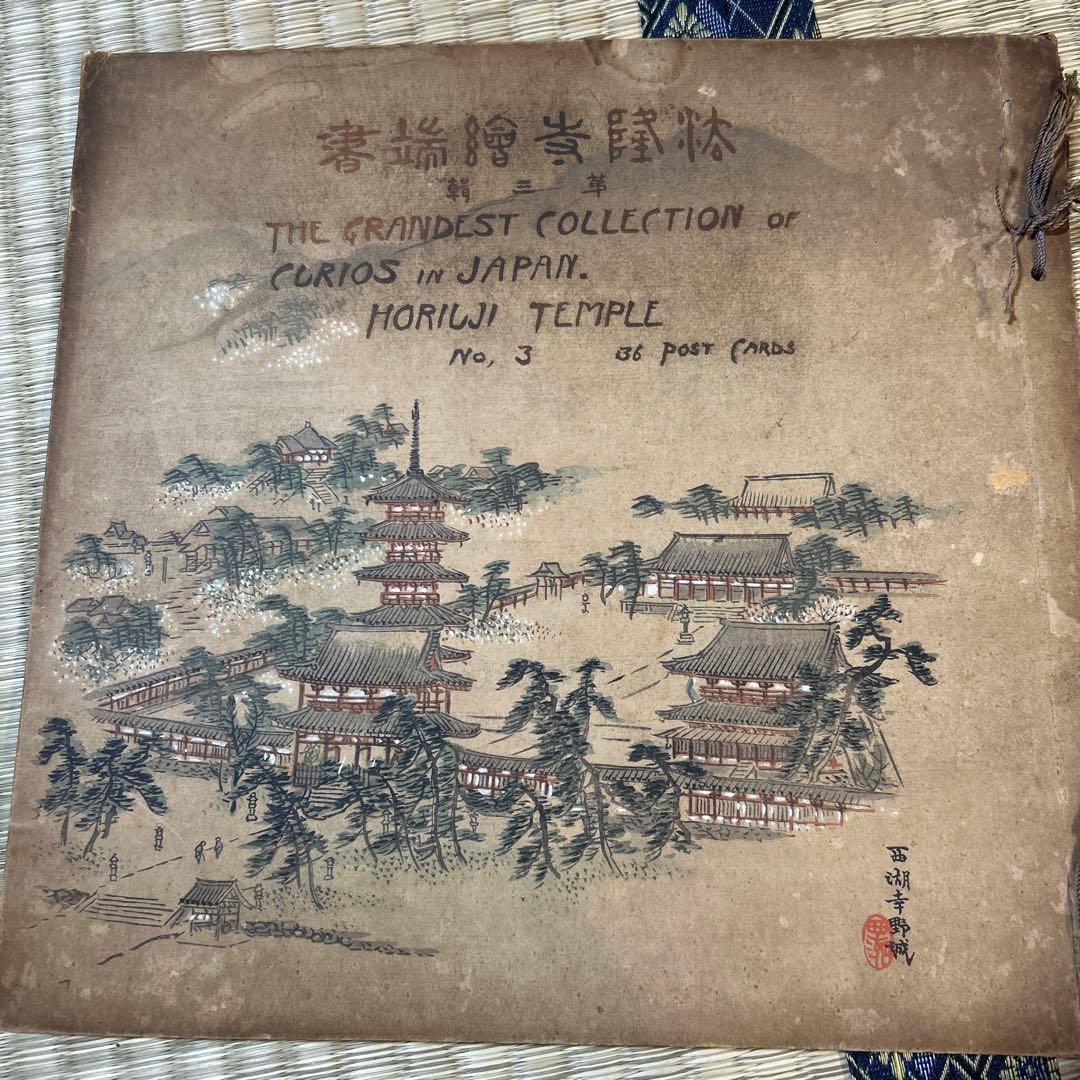 法隆寺繪端書
第三輯
THE GRANDEST COLLECTION OF
CURIOS IN JAPAN.
HORIUJI TEMPLE
No, 3 36 POST CARDS
西湖幸野城